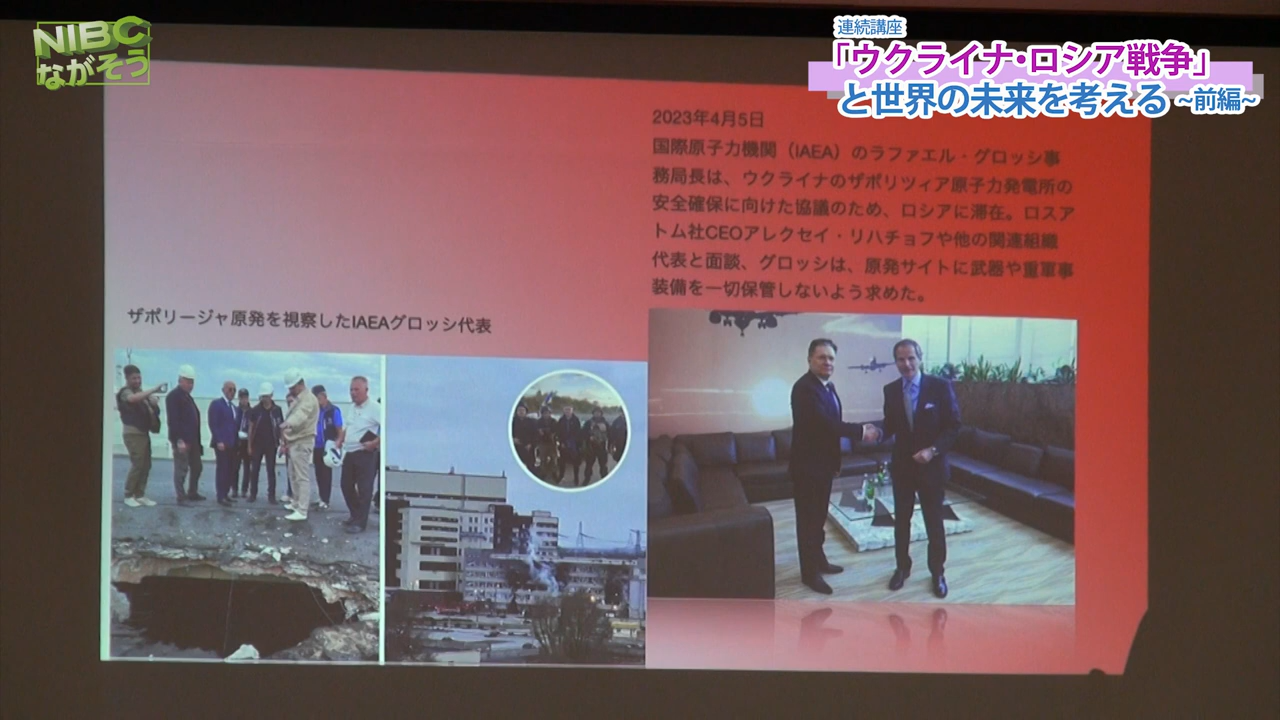 NIBC
ながそう
連続講座
「ウクライナ・ロシア戦争」
と世界の未来を考える ~前編~
2023年4月5日
国際原子力機関（IAEA）のラファエル・グロッシ事
務局長は、ウクライナのザポリツィア原子力発電所の
安全確保に向けた協議のため、ロシアに滞在。ロスア
トム社CEOアレクセイ・リハチョフや他の関連組織
代表と面談、グロッシは、原発サイトに武器や重軍事
装備を一切保管しないよう求めた。
ザポリージャ原発を視察したIAEAグロッシ代表